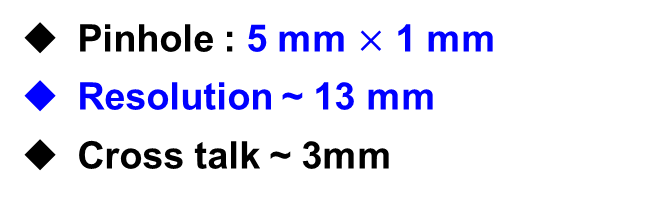 ◆ Pinhole : 5 mm × 1 mm
◆ Resolution ~ 13 mm
◆ Cross talk ~ 3mm